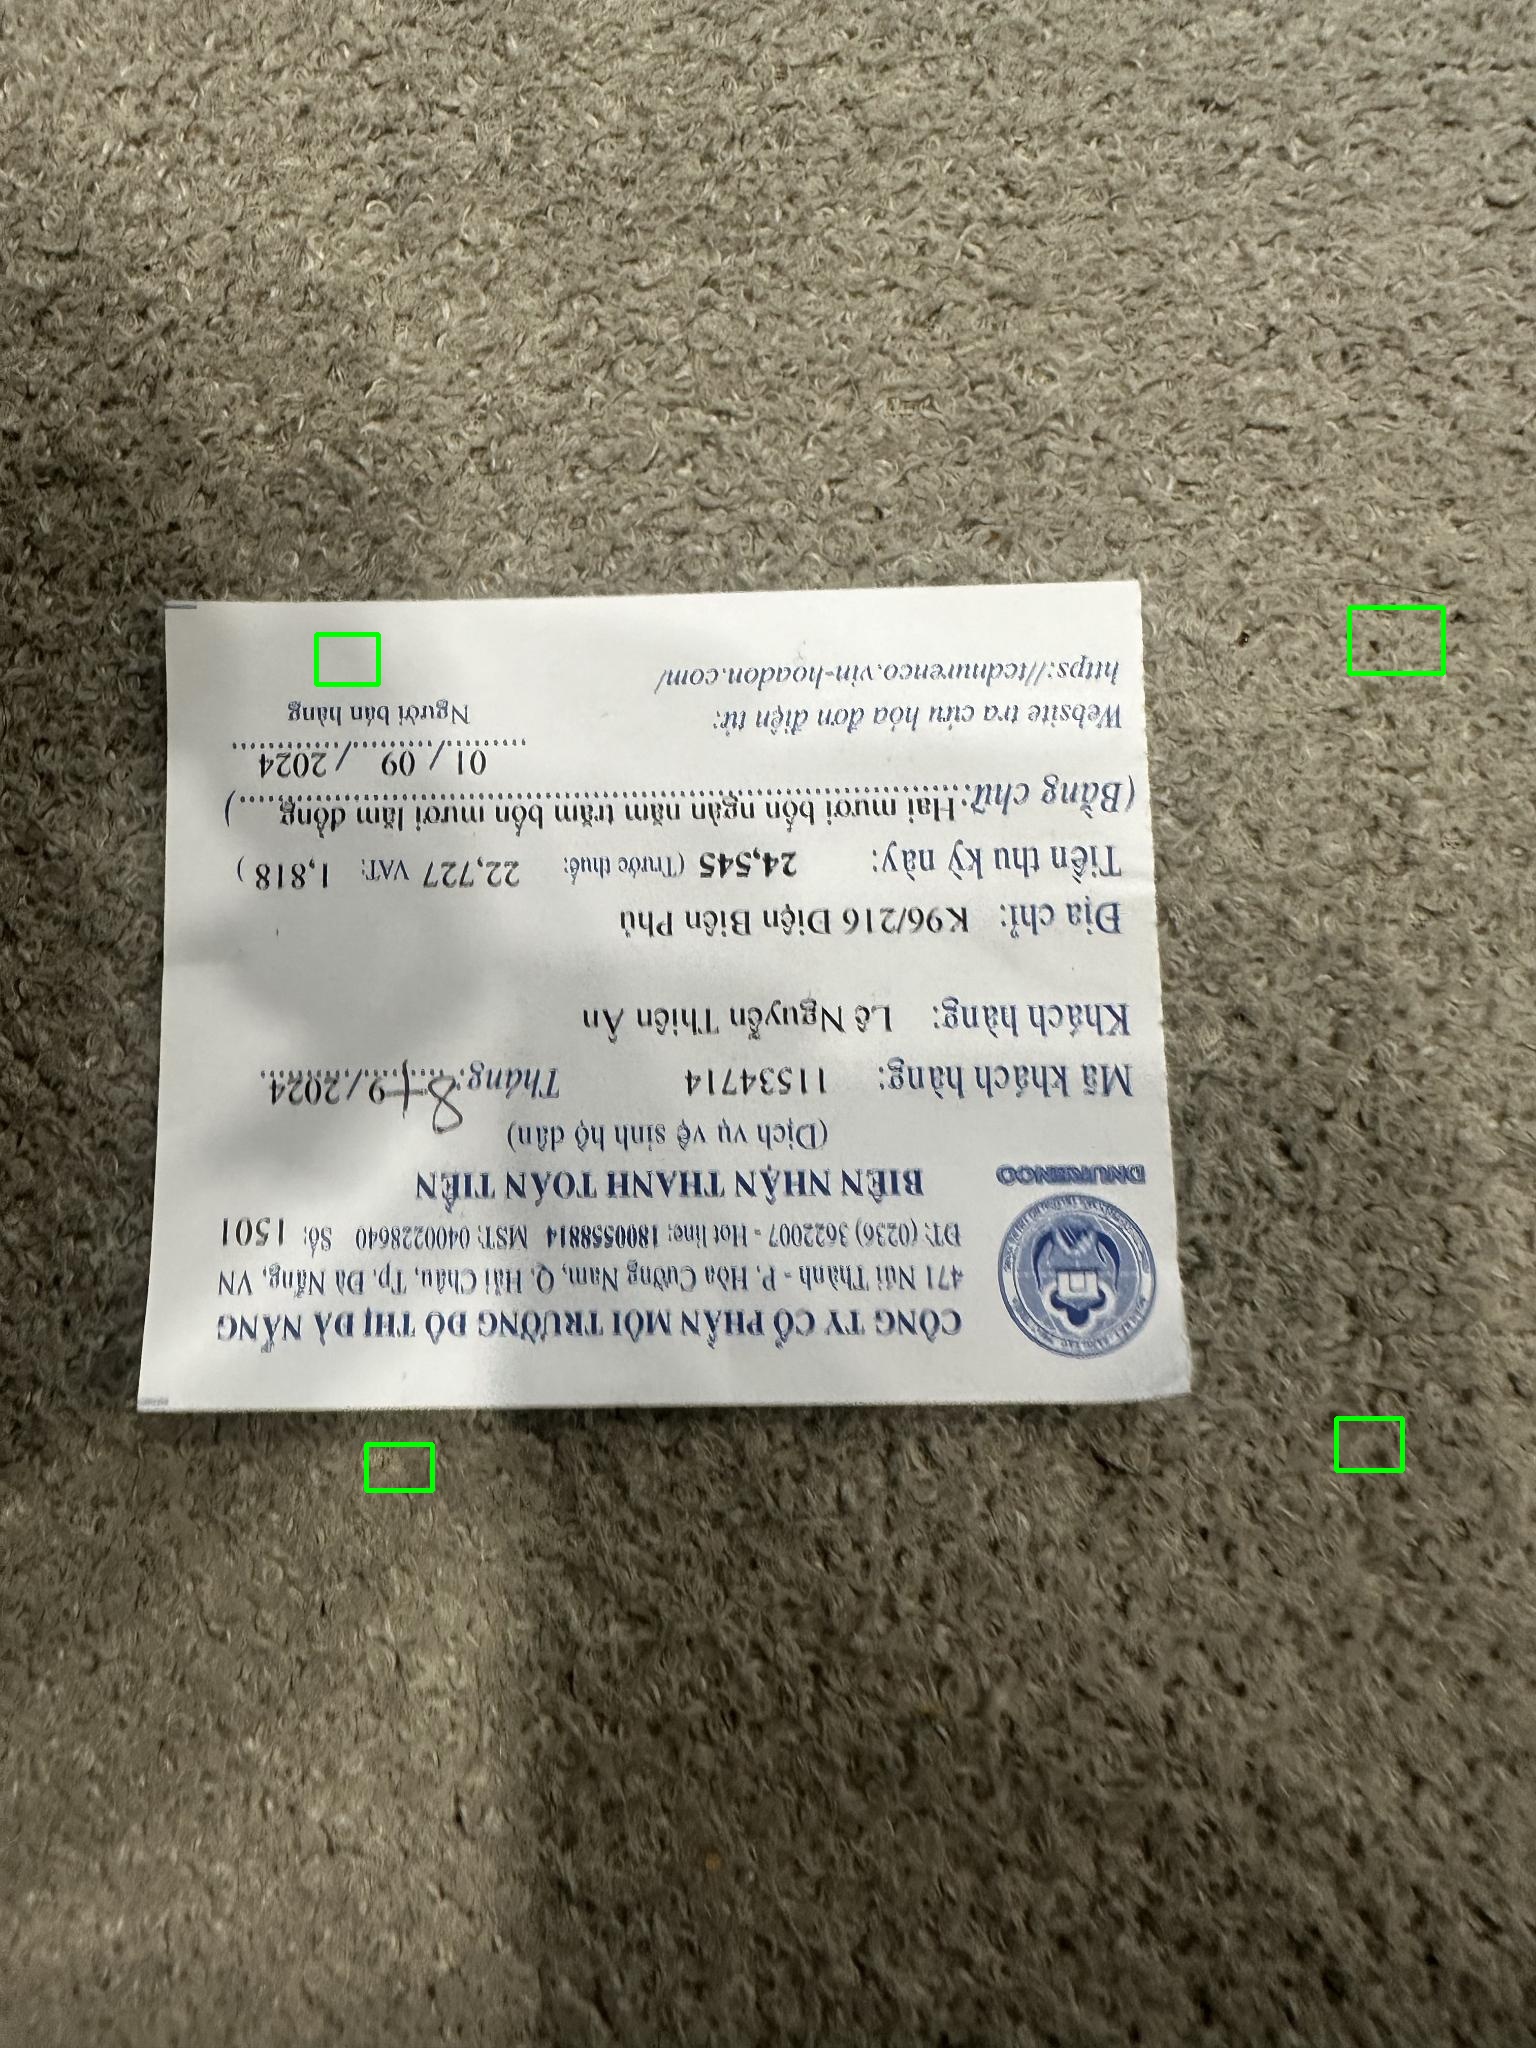 CÔNG TY CỔ PHẦN MÔI TRƯỜNG ĐÔ THỊ ĐÀ NẴNG
471 Núi Thành - P. Hòa Cường Nam, Q. Hải Châu, Tp. Đà Nẵng, VN
ĐT: (0236) 3622007 - Hot line: 1800558814 MST: 0400228640 Số: 1501
DNURENCO
BIÊN NHẬN THANH TOÁN TIỀN
(Dịch vụ vệ sinh hộ dân)
Mã khách hàng: 11534714 Tháng: 8+9/2024
Khách hàng: Lê Nguyễn Thiên Ân
Địa chỉ: K96/216 Điện Biên Phủ
Tiền thu kỳ này: 24,545 (Trước thuế: 22,727 VAT: 1,818 )
(Bằng chữ: Hai mươi bốn ngàn năm trăm bốn mươi lăm đồng )
01 / 09 / 2024
Website tra cứu hóa đơn điện tử: Người bán hàng
https://tcdnurenco.vin-hoadon.com/